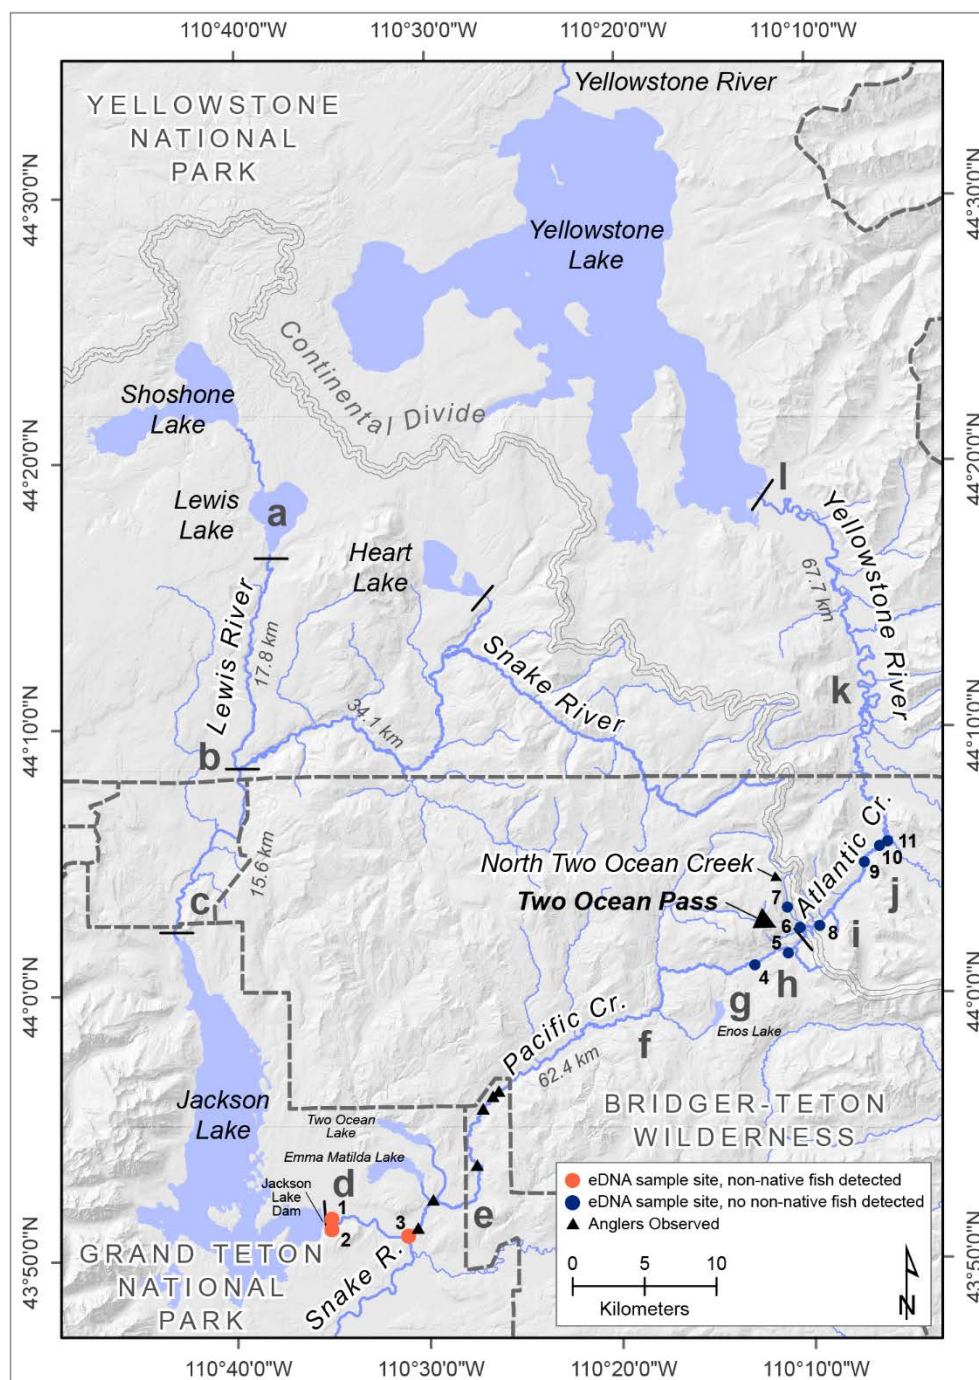 110°40'0"W 110°30'0"W 110°20'0"W 110°10'0"W
Yellowstone River
YELLOWSTONE
NATIONAL
PARK
44°30'0"N
44°30'0"N
Yellowstone
Lake
Continental Divide
Shoshone
Lake
44°20'0"N
44°20'0"N
l
Lewis
Lake
a
Yellowstone River
67.7 km
Heart
Lake
Lewis River
17.8 km
Snake River
k
34.1 km
b
44°10'0"N
44°10'0"N
15.6 km
Atlantic Cr.
11
10
9
North Two Ocean Creek
j
Two Ocean Pass
7
6
8
5
i
c
4
h
44°0'0"N
44°0'0"N
g
Enos Lake
Pacific Cr.
62.4 km
f
Jackson
Lake
BRIDGER-TETON
WILDERNESS
Two Ocean
Lake
Emma Matilda Lake
d
Jackson
Lake
Dam
1
2
3
e
43°50'0"N
43°50'0"N
GRAND TETON
NATIONAL
PARK
Snake R.
eDNA sample site, non-native fish detected
eDNA sample site, no non-native fish detected
Anglers Observed
0 5 10
Kilometers
N
110°40'0"W 110°30'0"W 110°20'0"W 110°10'0"W